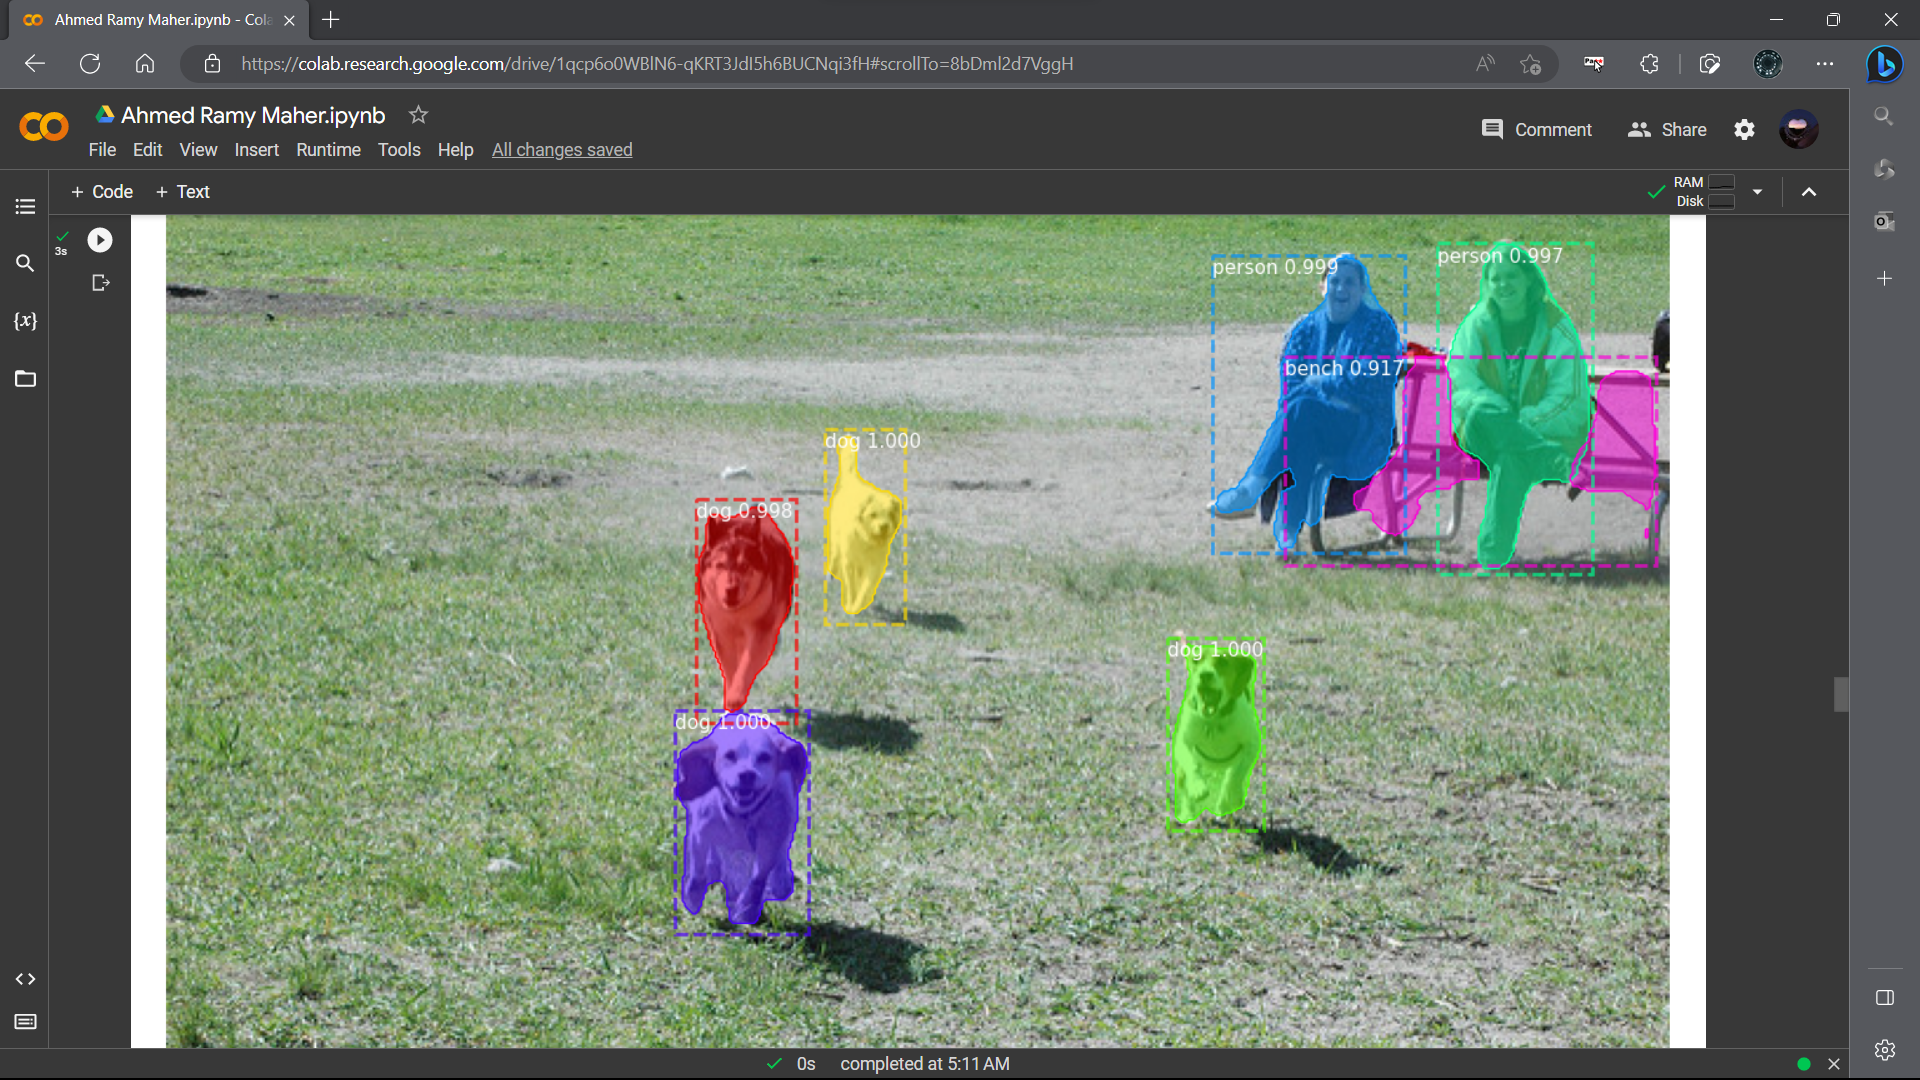 Ahmed Ramy Maher.ipynb - Cola
https://colab.research.google.com/drive/1qcp6o0WBlN6-qKRT3JdI5h6BUCNqi3fH#scrollTo=8bDml2d7VggH
Ahmed Ramy Maher.ipynb
Comment
Share
File Edit View Insert Runtime Tools Help All changes saved
+ Code + Text
RAM
Disk
3s
{x}
person 0.999
person 0.997
bench 0.917
dog 1.000
dog 0.998
dog 1.000
dog 1.000
0s completed at 5:11 AM